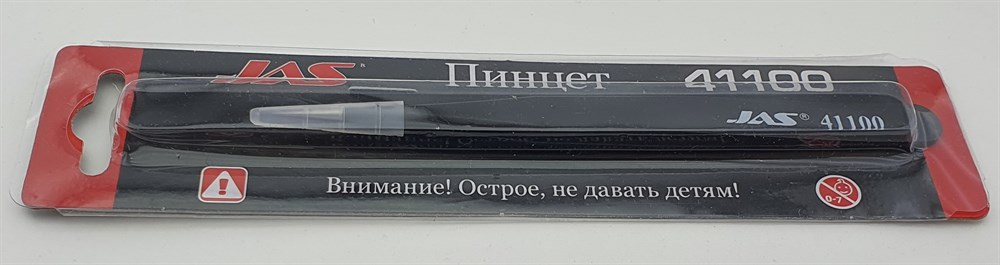 JAS® Пинцет 41100
JAS® 41100
Внимание! Острое, не давать детям!
0-7